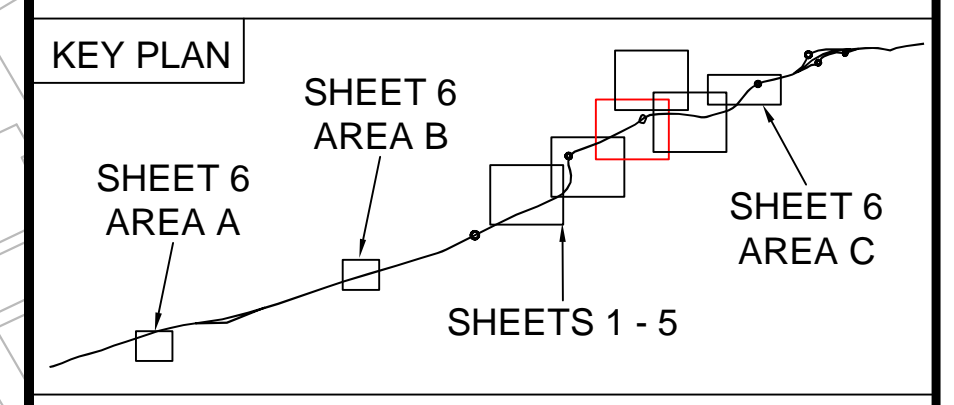 KEY PLAN
SHEET 6
AREA B
SHEET 6
AREA A
SHEET 6
AREA C
SHEETS 1 - 5